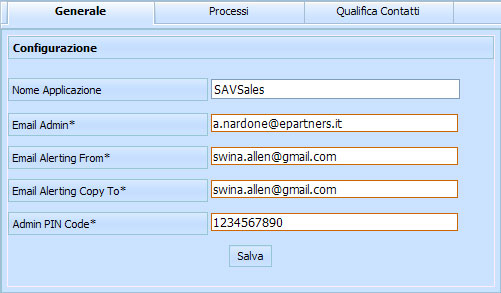 Generale Processi Qualifica Contatti
Configurazione
Nome Applicazione SAVSales
Email Admin* a.nardone@epartners.it
Email Alerting From* swina.allen@gmail.com
Email Alerting Copy To* swina.allen@gmail.com
Admin PIN Code* 1234567890
Salva